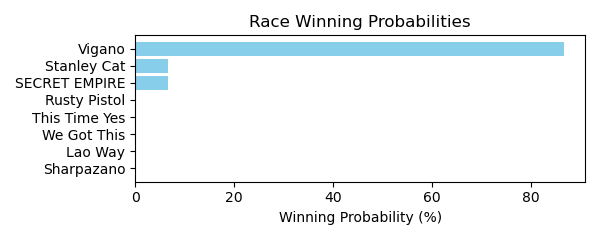 Race Winning Probabilities
Vigano
Stanley Cat
SECRET EMPIRE
Rusty Pistol
This Time Yes
We Got This
Lao Way
Sharpazano
0 20 40 60 80
Winning Probability (%)